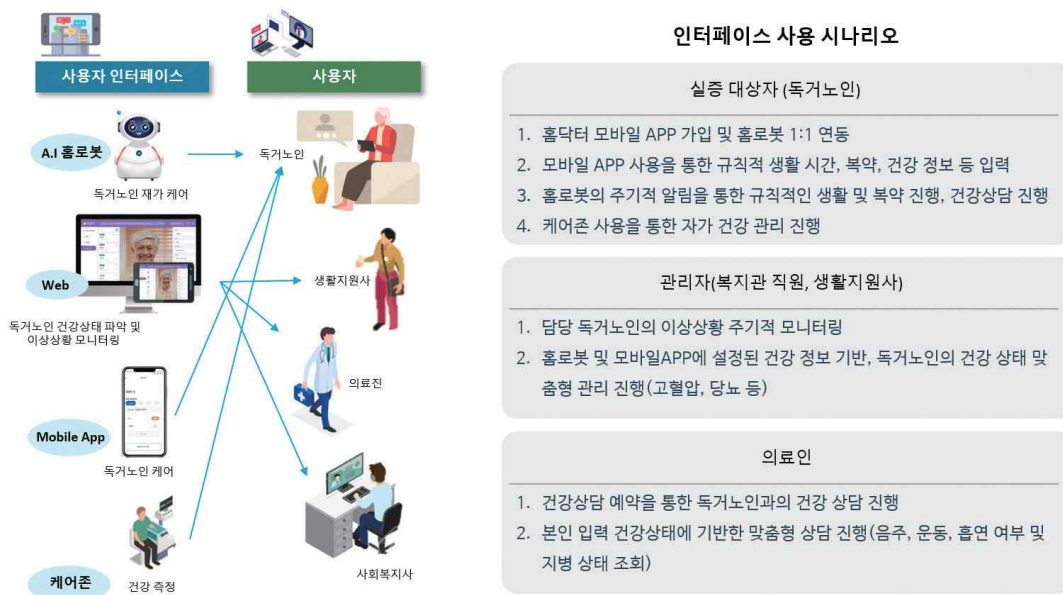 사용자 인터페이스
사용자
A.I 홈로봇
독거노인 재가 케어
독거노인
Web
독거노인 건강상태 파악 및
이상상황 모니터링
생활지원사
의료진
Mobile App
독거노인 케어
사회복지사
케어존
건강 측정
인터페이스 사용 시나리오
실증 대상자 (독거노인)
1. 홈닥터 모바일 APP 가입 및 홈로봇 1:1 연동
2. 모바일 APP 사용을 통한 규칙적 생활 시간, 복약, 건강 정보 등 입력
3. 홈로봇의 주기적 알림을 통한 규칙적인 생활 및 복약 진행, 건강상담 진행
4. 케어존 사용을 통한 자가 건강 관리 진행
관리자(복지관 직원, 생활지원사)
1. 담당 독거노인의 이상상황 주기적 모니터링
2. 홈로봇 및 모바일APP에 설정된 건강 정보 기반, 독거노인의 건강 상태 맞
춤형 관리 진행(고혈압, 당뇨 등)
의료인
1. 건강상담 예약을 통한 독거노인과의 건강 상담 진행
2. 본인 입력 건강상태에 기반한 맞춤형 상담 진행(음주, 운동, 흡연 여부 및
지병 상태 조회)